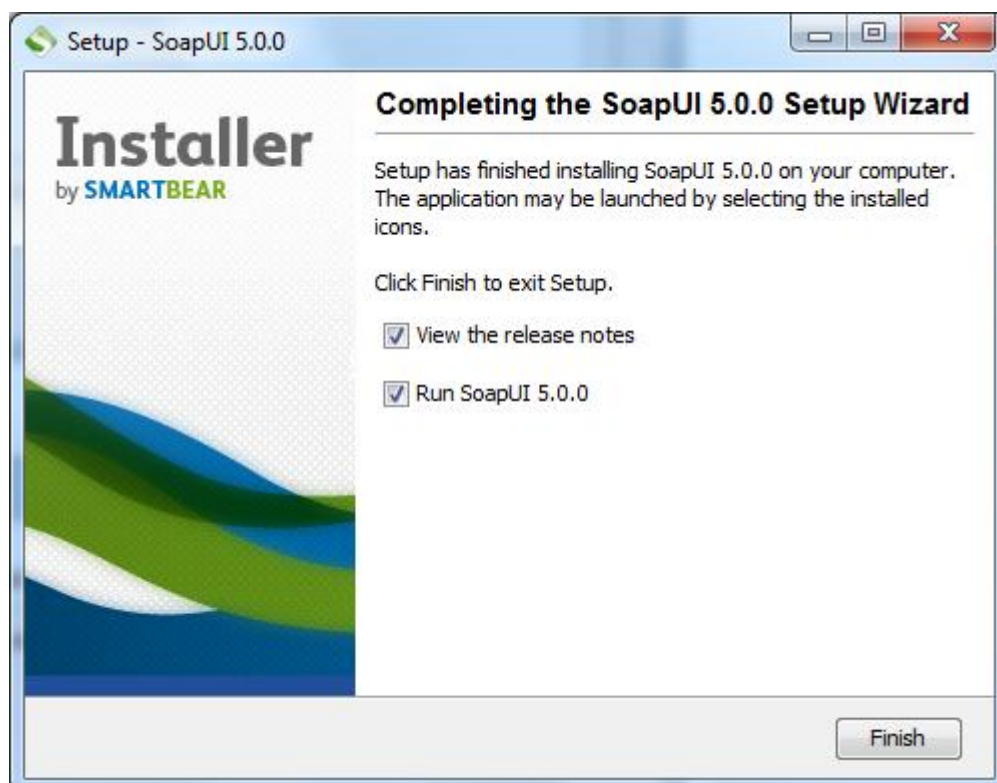 Setup - SoapUI 5.0.0
Installer
by SMARTBEAR
Completing the SoapUI 5.0.0 Setup Wizard
Setup has finished installing SoapUI 5.0.0 on your computer.
The application may be launched by selecting the installed
icons.
Click Finish to exit Setup.
View the release notes
Run SoapUI 5.0.0
Finish